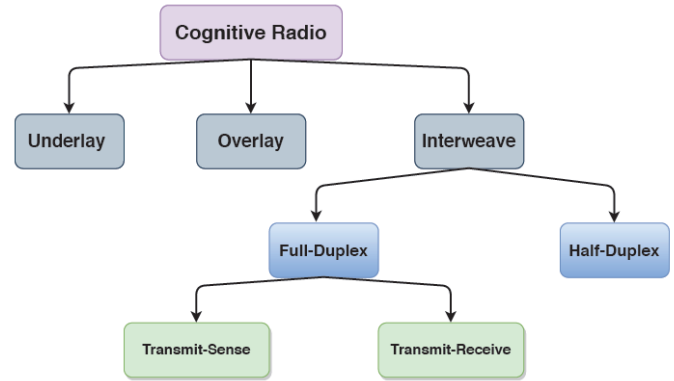 Cognitive Radio
Underlay
Overlay
Interweave
Full-Duplex
Half-Duplex
Transmit-Sense
Transmit-Receive